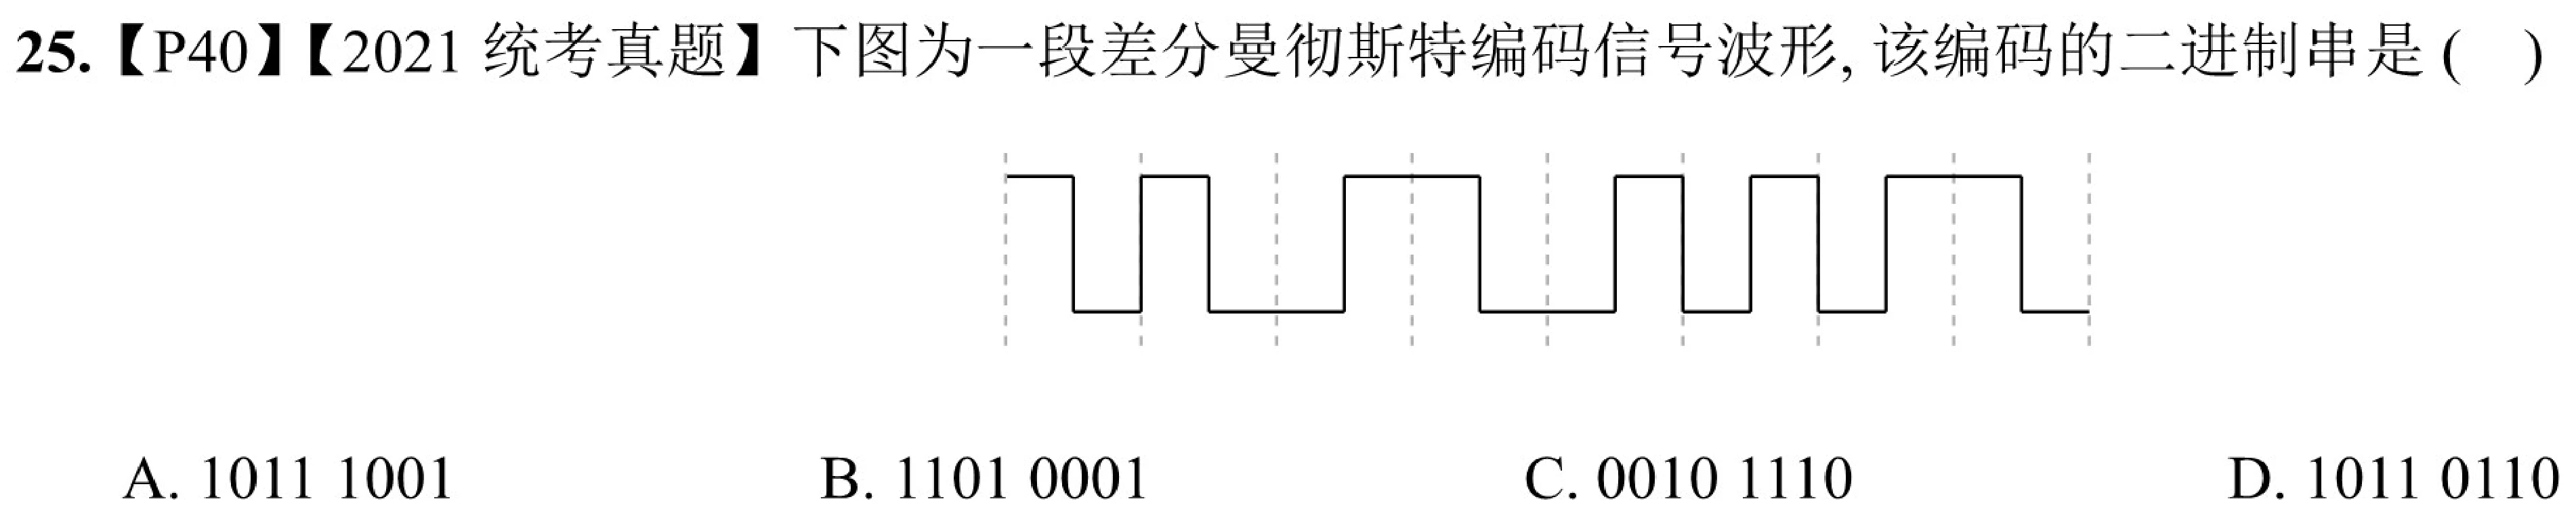 25.【P40】【2021 统考真题】下图为一段差分曼彻斯特编码信号波形, 该编码的二进制串是 ( )
A. 1011 1001 B. 1101 0001 C. 0010 1110 D. 1011 0110